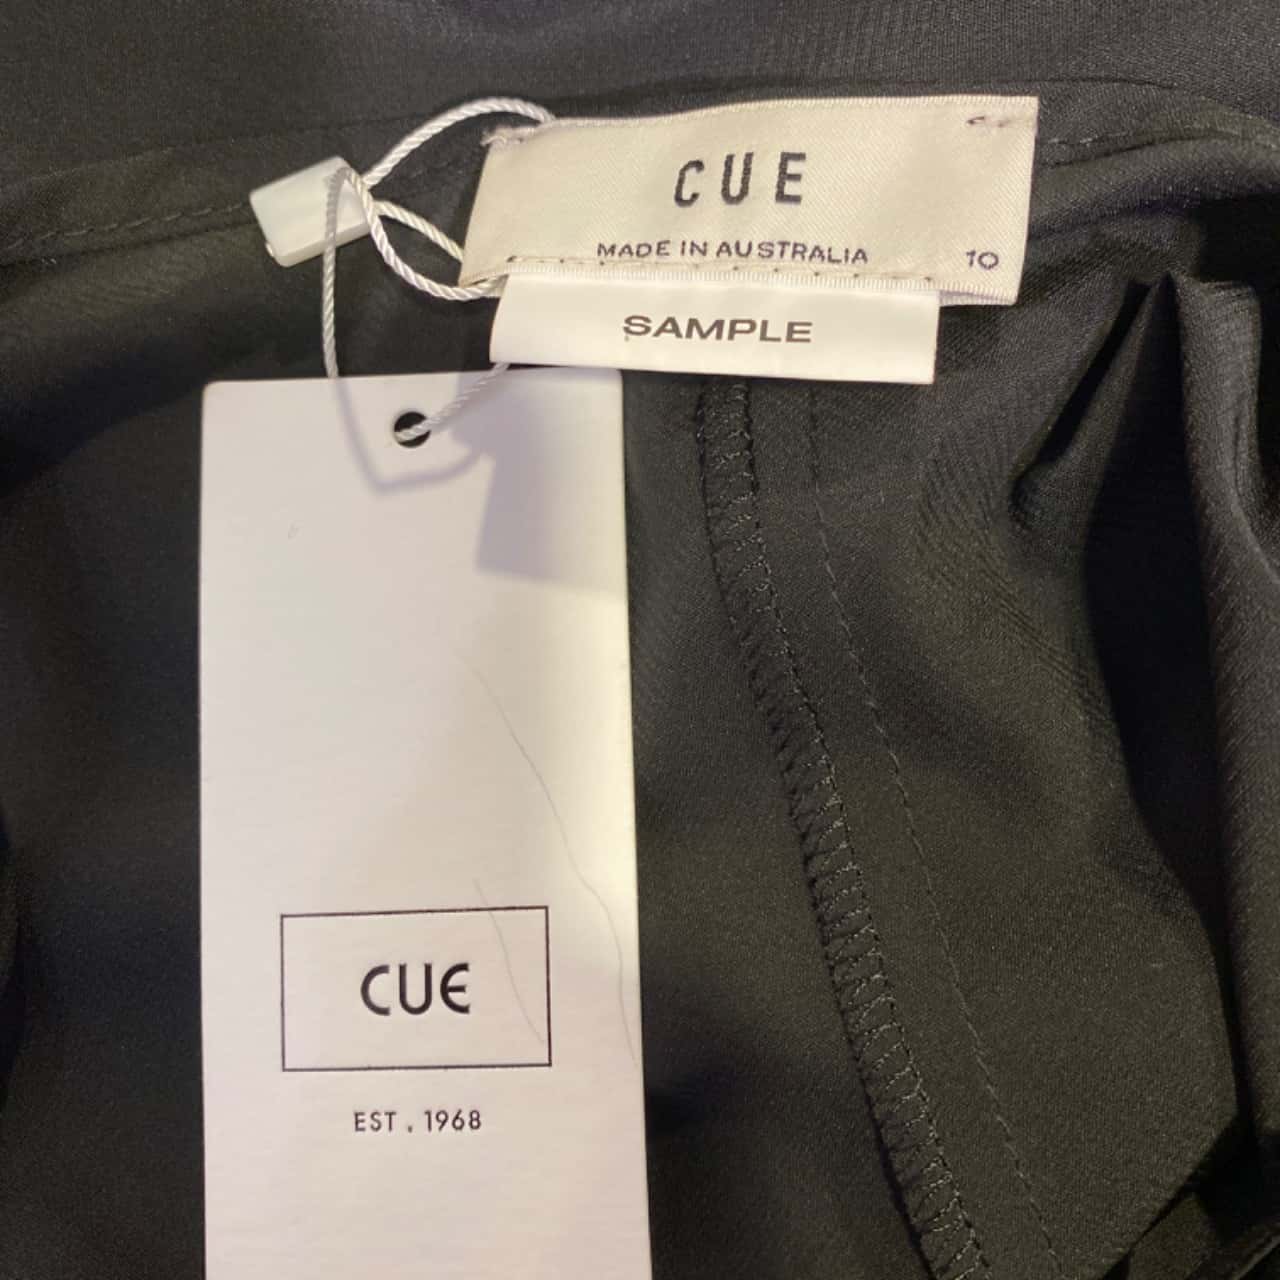 CUE
MADE IN AUSTRALIA 10
SAMPLE
CUE
EST. 1968